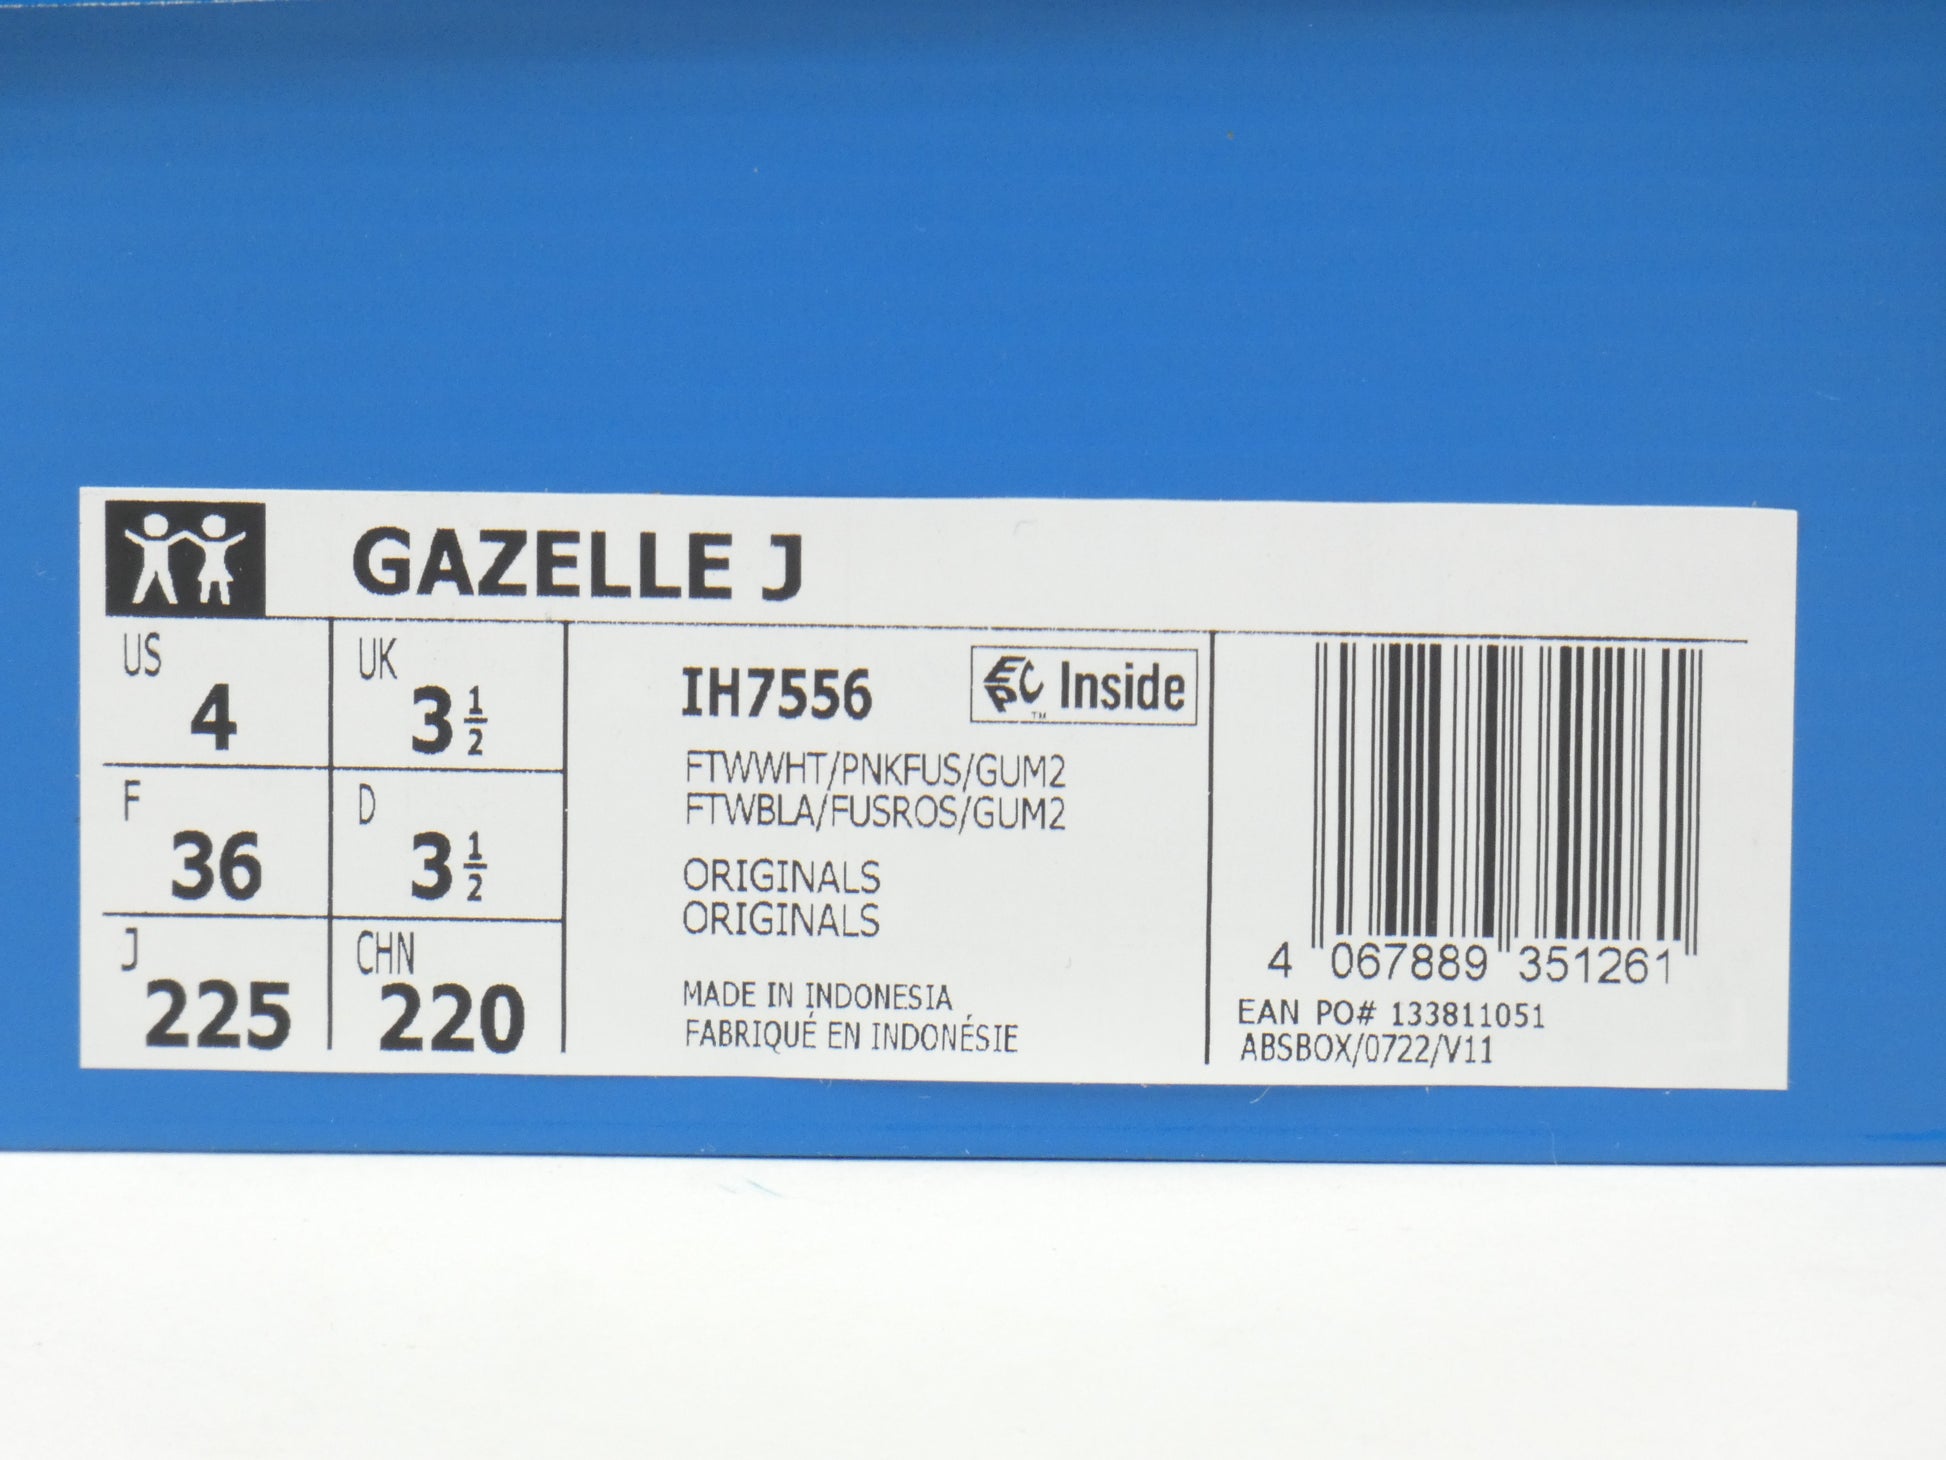 GAZELLE J
US
4
UK
3 1/2
F
36
D
3 1/2
J
225
CHN
220
IH7556
EPC Inside
TM
FTWWHT/PNKFUS/GUM2
FTWBLA/FUSROS/GUM2
ORIGINALS
ORIGINALS
MADE IN INDONESIA
FABRIQUÉ EN INDONÉSIE
4 067889 351261
EAN PO# 133811051
ABSBOX/0722/V11